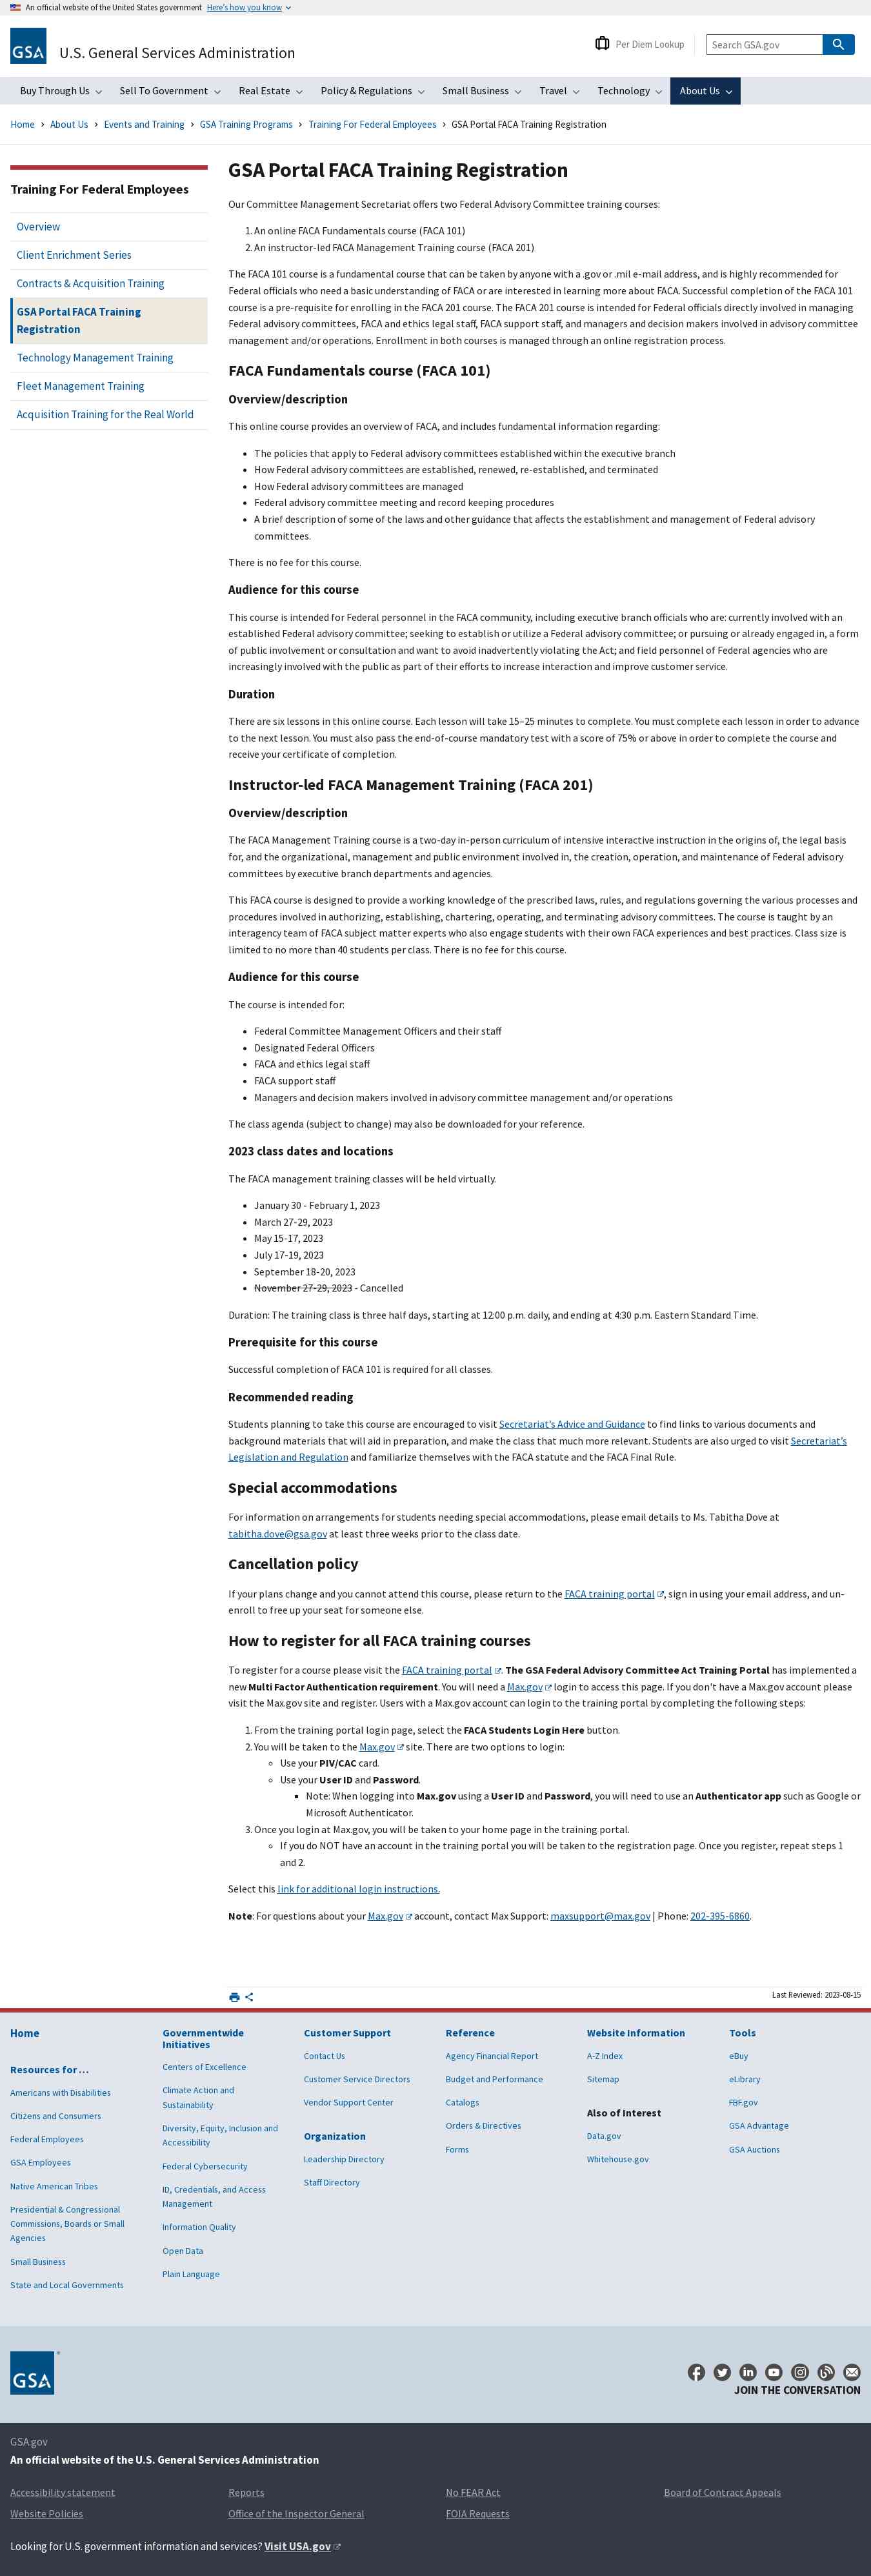 An official website of the United States government Here's how you know
GSA
U.S. General Services Administration
Per Diem Lookup
Search GSA.gov
Buy Through Us
Sell To Government
Real Estate
Policy & Regulations
Small Business
Travel
Technology
About Us
Home > About Us > Events and Training > GSA Training Programs > Training For Federal Employees > GSA Portal FACA Training Registration
Training For Federal Employees
Overview
Client Enrichment Series
Contracts & Acquisition Training
GSA Portal FACA Training
Registration
Technology Management Training
Fleet Management Training
Acquisition Training for the Real World
GSA Portal FACA Training Registration
Our Committee Management Secretariat offers two Federal Advisory Committee training courses:
1. An online FACA Fundamentals course (FACA 101)
2. An instructor-led FACA Management Training course (FACA 201)
The FACA 101 course is a fundamental course that can be taken by anyone with a .gov or .mil e-mail address, and is highly recommended for Federal
officials who need a basic understanding of FACA or are interested in learning more about FACA. Successful completion of the FACA 101
course is a pre-requisite for enrolling in the FACA 201 course. The FACA 201 course is intended for Federal officials directly involved in managing
Federal advisory committees, FACA and ethics legal staff, FACA support staff, and managers and decision makers involved in advisory committee
management and/or operations. Enrollment in both courses is managed through an online registration process.
FACA Fundamentals course (FACA 101)
Overview/description
This online course provides an overview of FACA, and includes fundamental information regarding:
• The policies that apply to Federal advisory committees established within the executive branch
• How Federal advisory committees are established, renewed, re-established, and terminated
• How Federal advisory committees are managed
• Federal advisory committee meeting and record keeping procedures
• A brief description of some of the laws and other guidance that affects the establishment and management of Federal advisory
committees.
There is no fee for this course.
Audience for this course
This course is intended for Federal personnel in the FACA community, including executive branch officials who are: currently involved with an
established Federal advisory committee; seeking to establish or utilize a Federal advisory committee; or pursuing or already engaged in, a form
of public involvement or consultation and want to avoid inadvertently violating the Act; and field personnel of Federal agencies who are
increasingly involved with the public as part of their efforts to increase interaction and improve customer service.
Duration
There are six lessons in this online course. Each lesson will take 15–25 minutes to complete. You must complete each lesson in order to advance
to the next lesson. You must also pass the end-of-course mandatory test with a score of 75% or above in order to complete the course and
receive your certificate of completion.
Instructor-led FACA Management Training (FACA 201)
Overview/description
The FACA Management Training course is a two-day in-person curriculum of intensive interactive instruction in the origins of, the legal basis
for, and the organizational, management and public environment involved in, the creation, operation, and maintenance of Federal advisory
committees by executive branch departments and agencies.
This FACA course is designed to provide a working knowledge of the prescribed laws, rules, and regulations governing the various processes and
procedures involved in authorizing, establishing, chartering, operating, and terminating advisory committees. The course is taught by an
interagency team of FACA subject matter experts who also engage students with their own FACA experiences and best practices. Class size is
limited to no more than 40 students per class. There is no fee for this course.
Audience for this course
The course is intended for:
• Federal Committee Management Officers and their staff
• Designated Federal Officers
• FACA and ethics legal staff
• FACA support staff
• Managers and decision makers involved in advisory committee management and/or operations
The class agenda (subject to change) may also be downloaded for your reference.
2023 class dates and locations
The FACA management training classes will be held virtually.
• January 30 - February 1, 2023
• March 27-29, 2023
• May 15-17, 2023
• July 17-19, 2023
• September 18-20, 2023
• November 27-29, 2023 - Cancelled
Duration: The training class is three half days, starting at 12:00 p.m. daily, and ending at 4:30 p.m. Eastern Standard Time.
Prerequisite for this course
Successful completion of FACA 101 is required for all classes.
Recommended reading
Students planning to take this course are encouraged to visit Secretariat's Advice and Guidance to find links to various documents and
background materials that will aid in preparation, and make the class that much more relevant. Students are also urged to visit Secretariat's
Legislation and Regulation and familiarize themselves with the FACA statute and the FACA Final Rule.
Special accommodations
For information on arrangements for students needing special accommodations, please email details to Ms. Tabitha Dove at
tabitha.dove@gsa.gov at least three weeks prior to the class date.
Cancellation policy
If your plans change and you cannot attend this course, please return to the FACA training portal, sign in using your email address, and un-
enroll to free up your seat for someone else.
How to register for all FACA training courses
To register for a course please visit the FACA training portal. The GSA Federal Advisory Committee Act Training Portal has implemented a
new Multi Factor Authentication requirement. You will need a Max.gov login to access this page. If you don't have a Max.gov account please
visit the Max.gov site and register. Users with a Max.gov account can login to the training portal by completing the following steps:
1. From the training portal login page, select the FACA Students Login Here button.
2. You will be taken to the Max.gov site. There are two options to login:
◦ Use your PIV/CAC card.
◦ Use your User ID and Password.
▪ Note: When logging into Max.gov using a User ID and Password, you will need to use an Authenticator app such as Google or
Microsoft Authenticator.
3. Once you login at Max.gov, you will be taken to your home page in the training portal.
◦ If you do NOT have an account in the training portal you will be taken to the registration page. Once you register, repeat steps 1
and 2.
Select this link for additional login instructions.
Note: For questions about your Max.gov account, contact Max Support: maxsupport@max.gov | Phone: 202-395-6860.
Last Reviewed: 2023-08-15
Home
Resources for …
Americans with Disabilities
Citizens and Consumers
Federal Employees
GSA Employees
Native American Tribes
Presidential & Congressional
Commissions, Boards or Small
Agencies
Small Business
State and Local Governments
Governmentwide
Initiatives
Centers of Excellence
Climate Action and
Sustainability
Diversity, Equity, Inclusion and
Accessibility
Federal Cybersecurity
ID, Credentials, and Access
Management
Information Quality
Open Data
Plain Language
Customer Support
Contact Us
Customer Service Directors
Vendor Support Center
Organization
Leadership Directory
Staff Directory
Reference
Agency Financial Report
Budget and Performance
Catalogs
Orders & Directives
Forms
Website Information
A-Z Index
Sitemap
Also of Interest
Data.gov
Whitehouse.gov
Tools
eBuy
eLibrary
FBF.gov
GSA Advantage
GSA Auctions
GSA
JOIN THE CONVERSATION
GSA.gov
An official website of the U.S. General Services Administration
Accessibility statement
Reports
No FEAR Act
Board of Contract Appeals
Website Policies
Office of the Inspector General
FOIA Requests
Looking for U.S. government information and services? Visit USA.gov